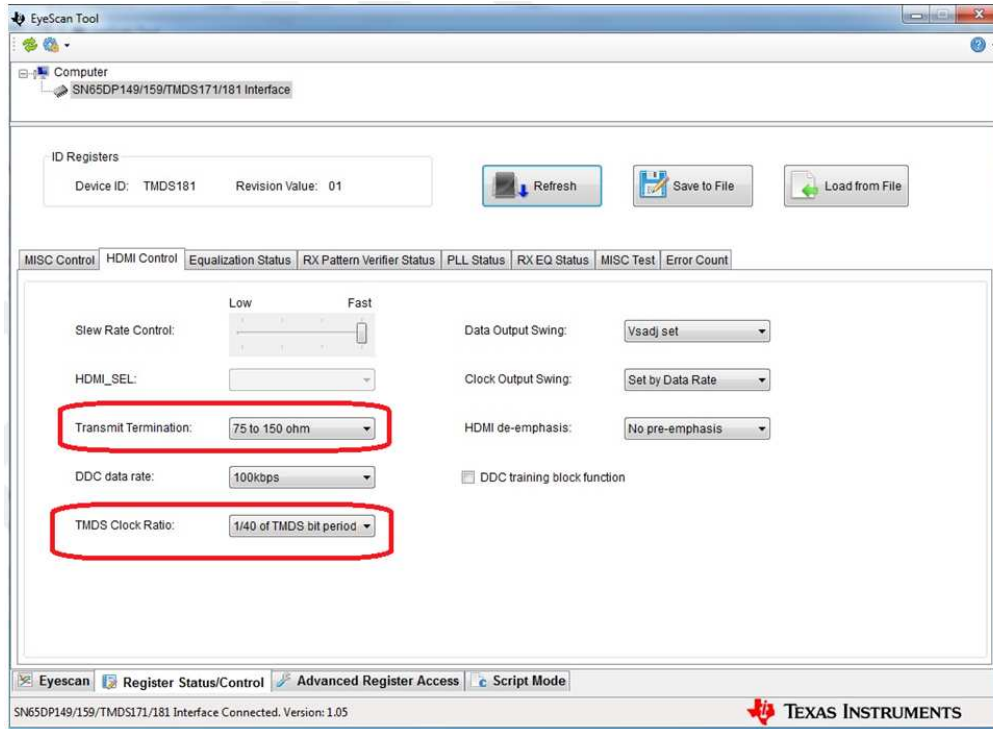 EyeScan Tool
Computer
SN65DP149/159/TMDS171/181 Interface
ID Registers
Device ID: TMDS181 Revision Value: 01
Refresh
Save to File
Load from File
MISC Control HDMI Control Equalization Status RX Pattern Verifier Status PLL Status RX EQ Status MISC Test Error Count
Low Fast
Slew Rate Control:
Data Output Swing: Vsadj set
HDMI_SEL:
Clock Output Swing: Set by Data Rate
Transmit Termination: 75 to 150 ohm
HDMI de-emphasis: No pre-emphasis
DDC data rate: 100kbps
DDC training block function
TMDS Clock Ratio: 1/40 of TMDS bit period
Eyescan Register Status/Control Advanced Register Access Script Mode
SN65DP149/159/TMDS171/181 Interface Connected. Version: 1.05
TEXAS INSTRUMENTS